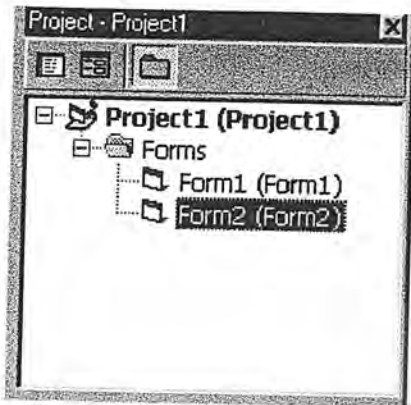 Project - Project1
Project1 (Project1)
Forms
Form1 (Form1)
Form2 (Form2)